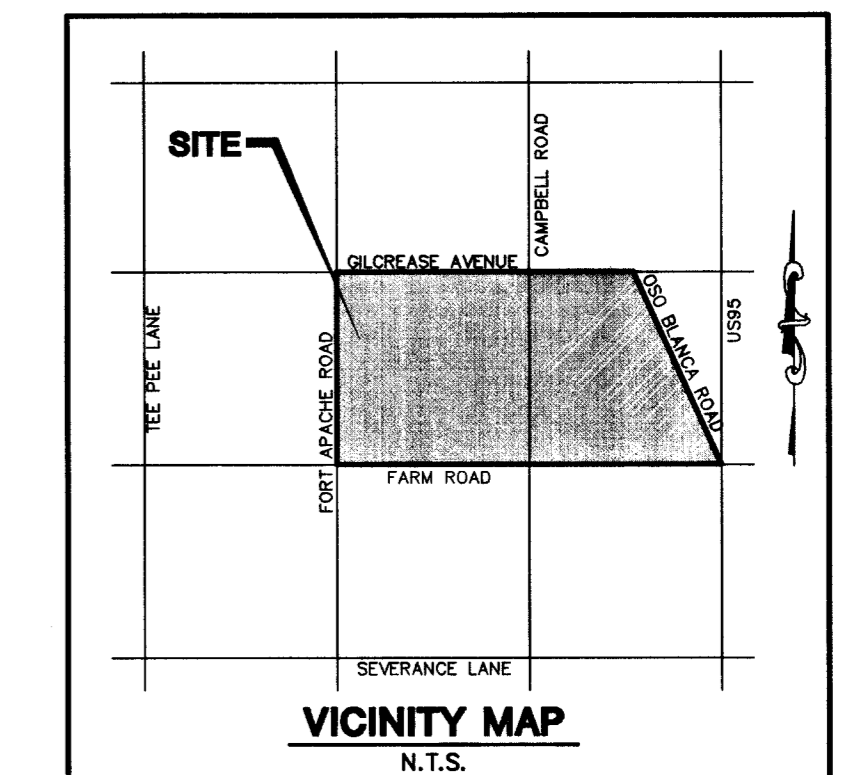 SITE
CAMPBELL ROAD
GILCREASE AVENUE
OSO BLANCA ROAD
US95
TEE PEE LANE
FORT APACHE ROAD
FARM ROAD
SEVERANCE LANE
VICINITY MAP
N.T.S.